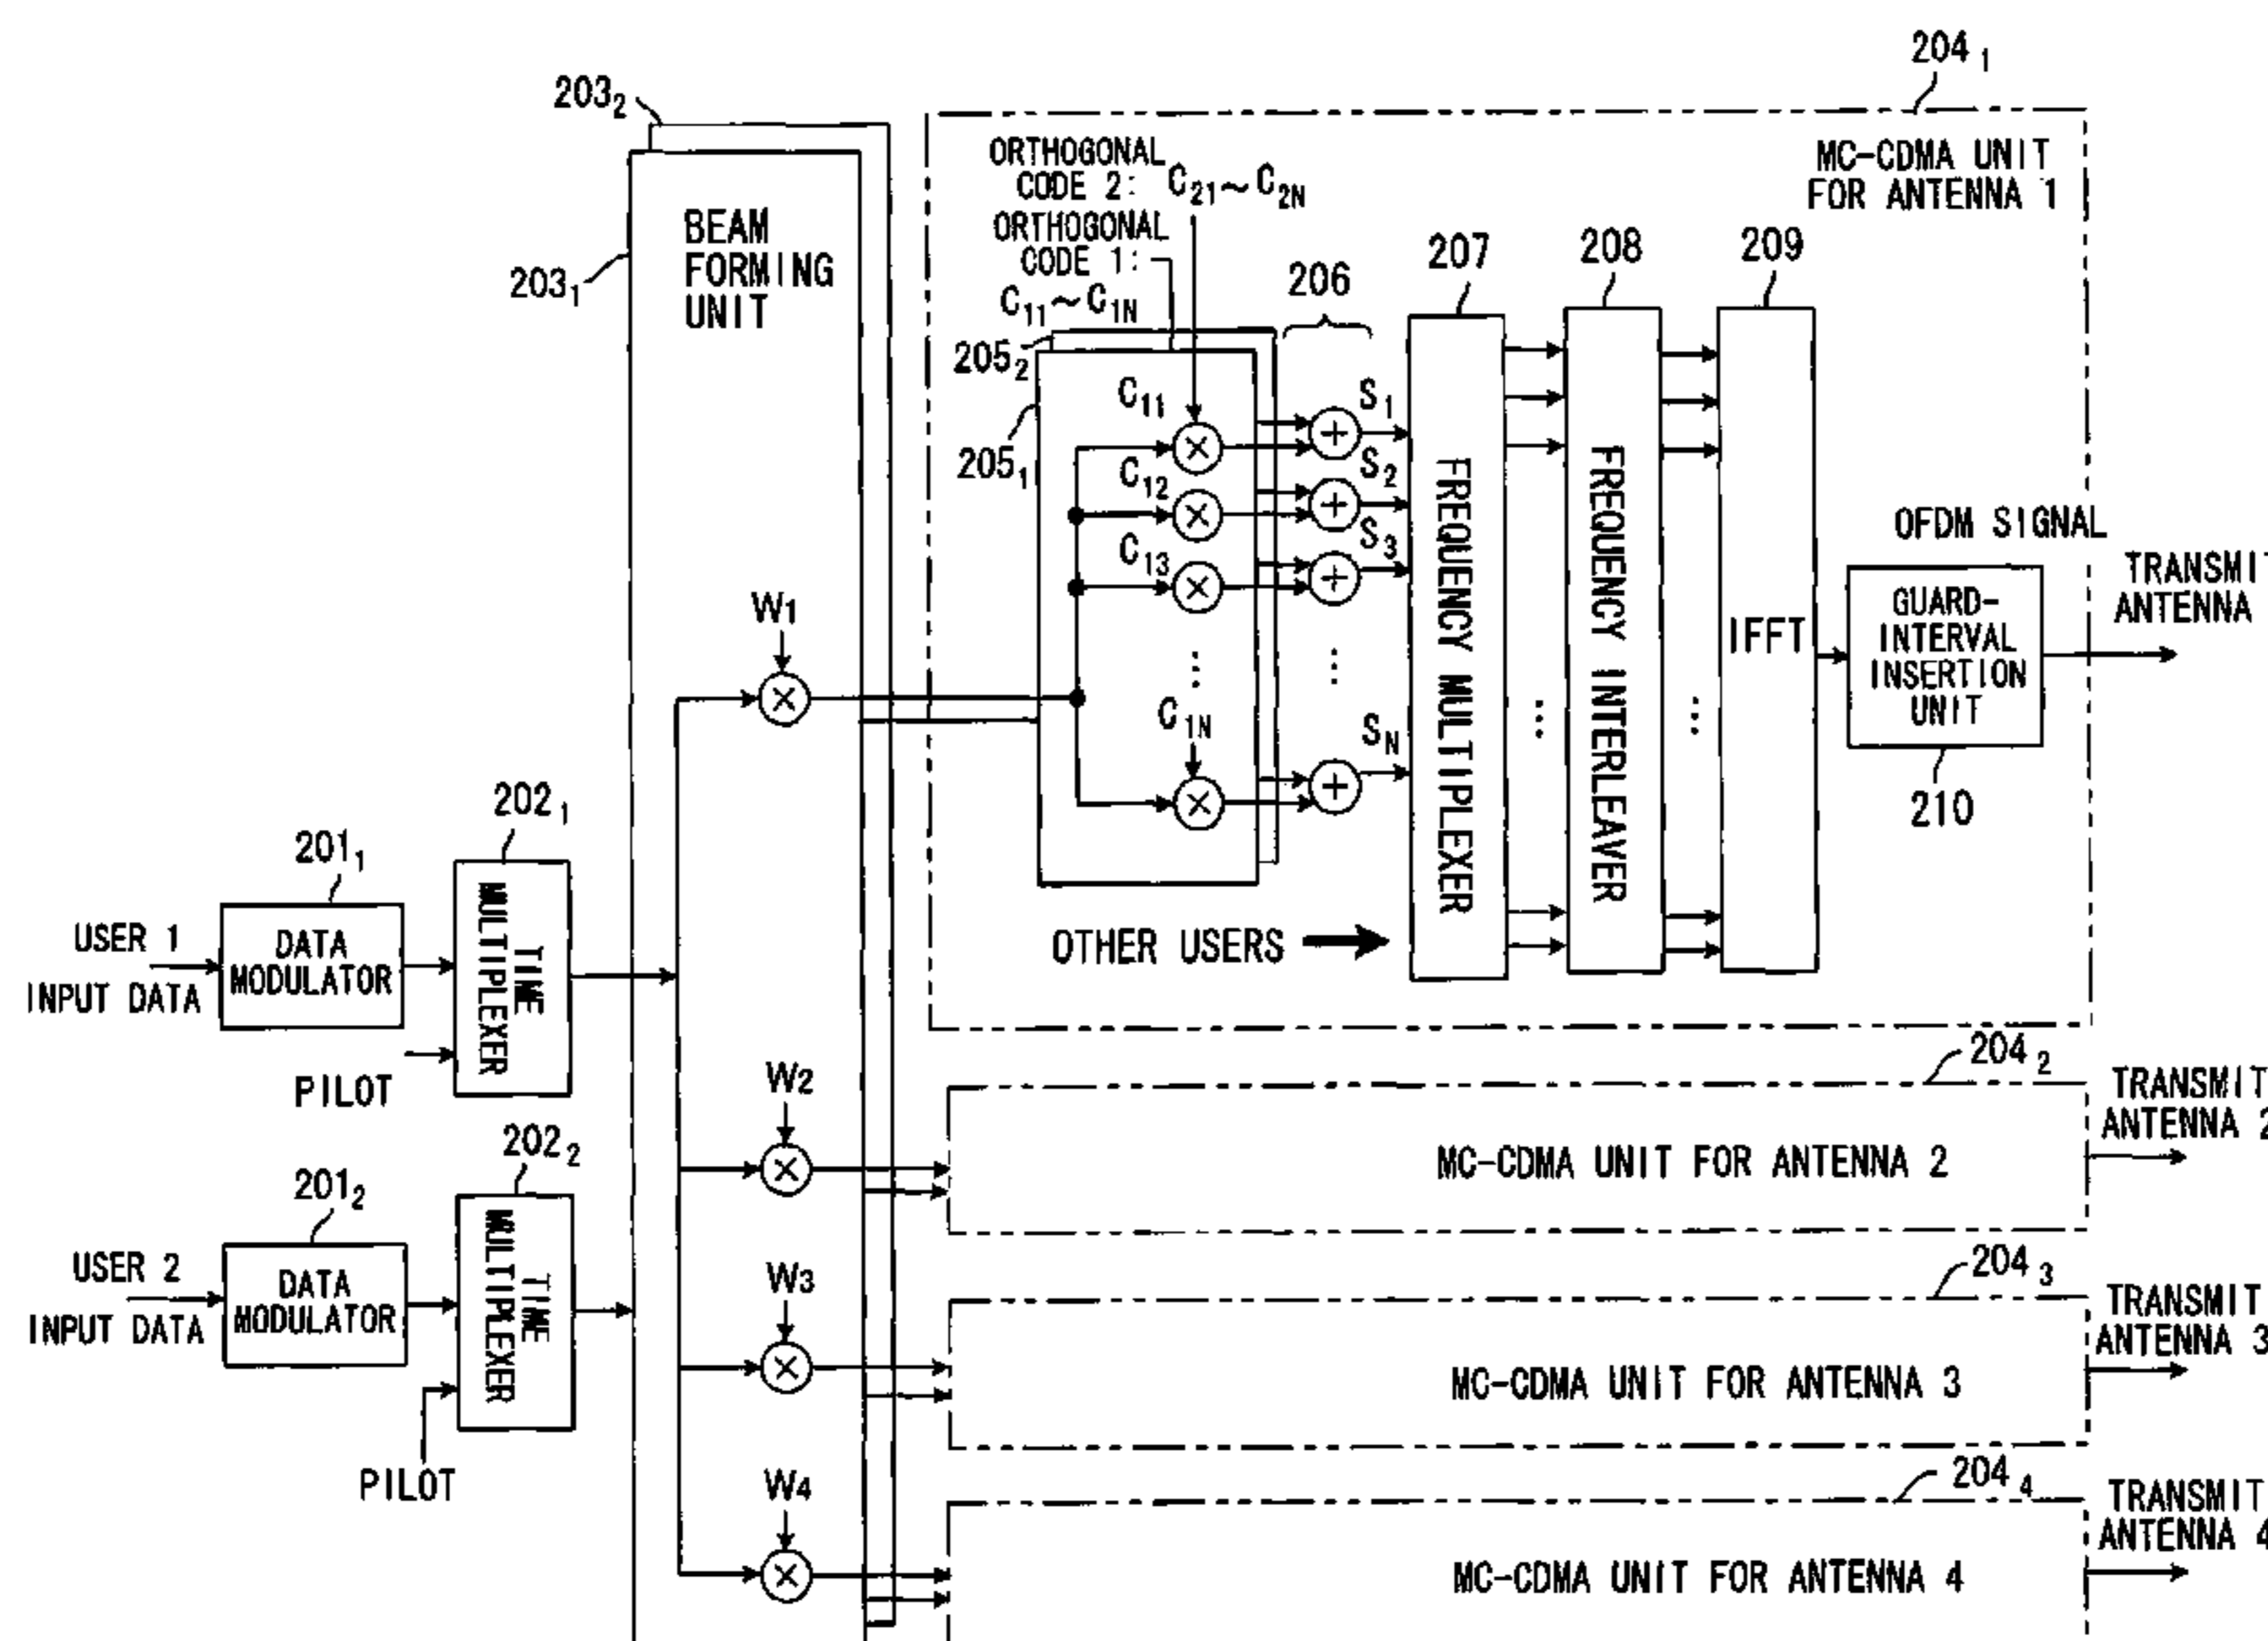 204₁
203₂
MC-CDMA UNIT
FOR ANTENNA 1
ORTHOGONAL
CODE 2: C₂₁~C₂ₙ
ORTHOGONAL
CODE 1:
C₁₁~C₁ₙ
BEAM
FORMING
UNIT
203₁
206
207
208
209
205₂
205₁
C₁₁
C₁₂
C₁₃
C₁ₙ
S₁
S₂
S₃
Sₙ
FREQUENCY MULTIPLEXER
FREQUENCY INTERLEAVER
IFFT
OFDM SIGNAL
GUARD-
INTERVAL
INSERTION
UNIT
210
TRANSMI
ANTENNA
W₁
OTHER USERS
202₁
201₁
USER 1
INPUT DATA
DATA
MODULATOR
TIME
MULTIPLEXER
PILOT
202₂
201₂
USER 2
INPUT DATA
DATA
MODULATOR
TIME
MULTIPLEXER
PILOT
W₂
204₂
MC-CDMA UNIT FOR ANTENNA 2
TRANSMIT
ANTENNA 2
W₃
204₃
MC-CDMA UNIT FOR ANTENNA 3
TRANSMIT
ANTENNA 3
W₄
204₄
MC-CDMA UNIT FOR ANTENNA 4
TRANSMIT
ANTENNA 4